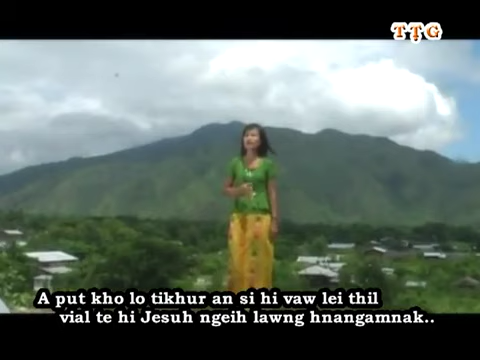 TTG
A put kho lo tikhur an si hi vaw lei thil
vial te hi Jesuh ngeih lawng hnangamnak..